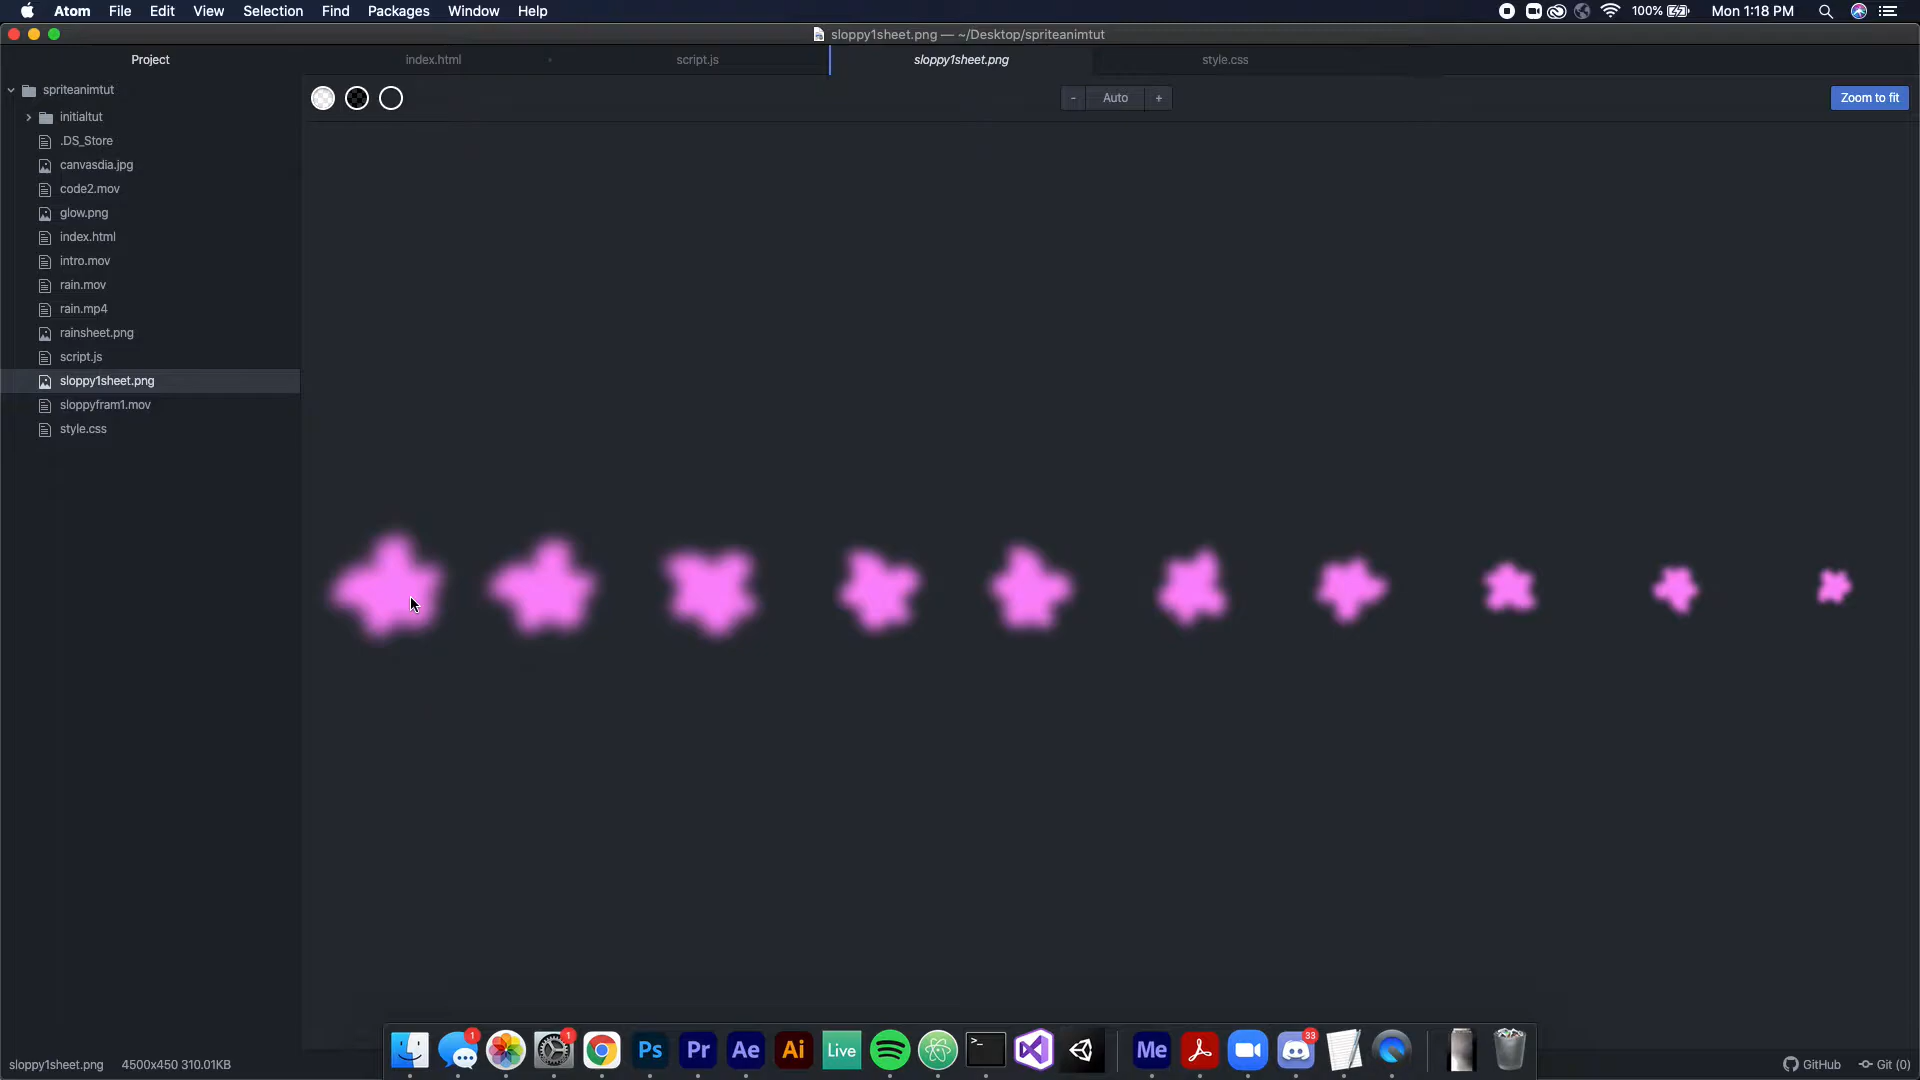 Atom File Edit View Selection Find Packages Window Help 100% Mon 1:18 PM
sloppy1sheet.png — ~/Desktop/spriteanimtut
Project index.html script.js sloppy1sheet.png style.css
- Auto + Zoom to fit
spriteanimtut
initialtut
.DS_Store
canvasdia.jpg
code2.mov
glow.png
index.html
intro.mov
rain.mov
rain.mp4
rainsheet.png
script.js
sloppy1sheet.png
sloppyfram1.mov
style.css
1 1 Ps Pr Ae Ai Live >_ Me 33
sloppy1sheet.png 4500x450 310.01KB GitHub Git (0)